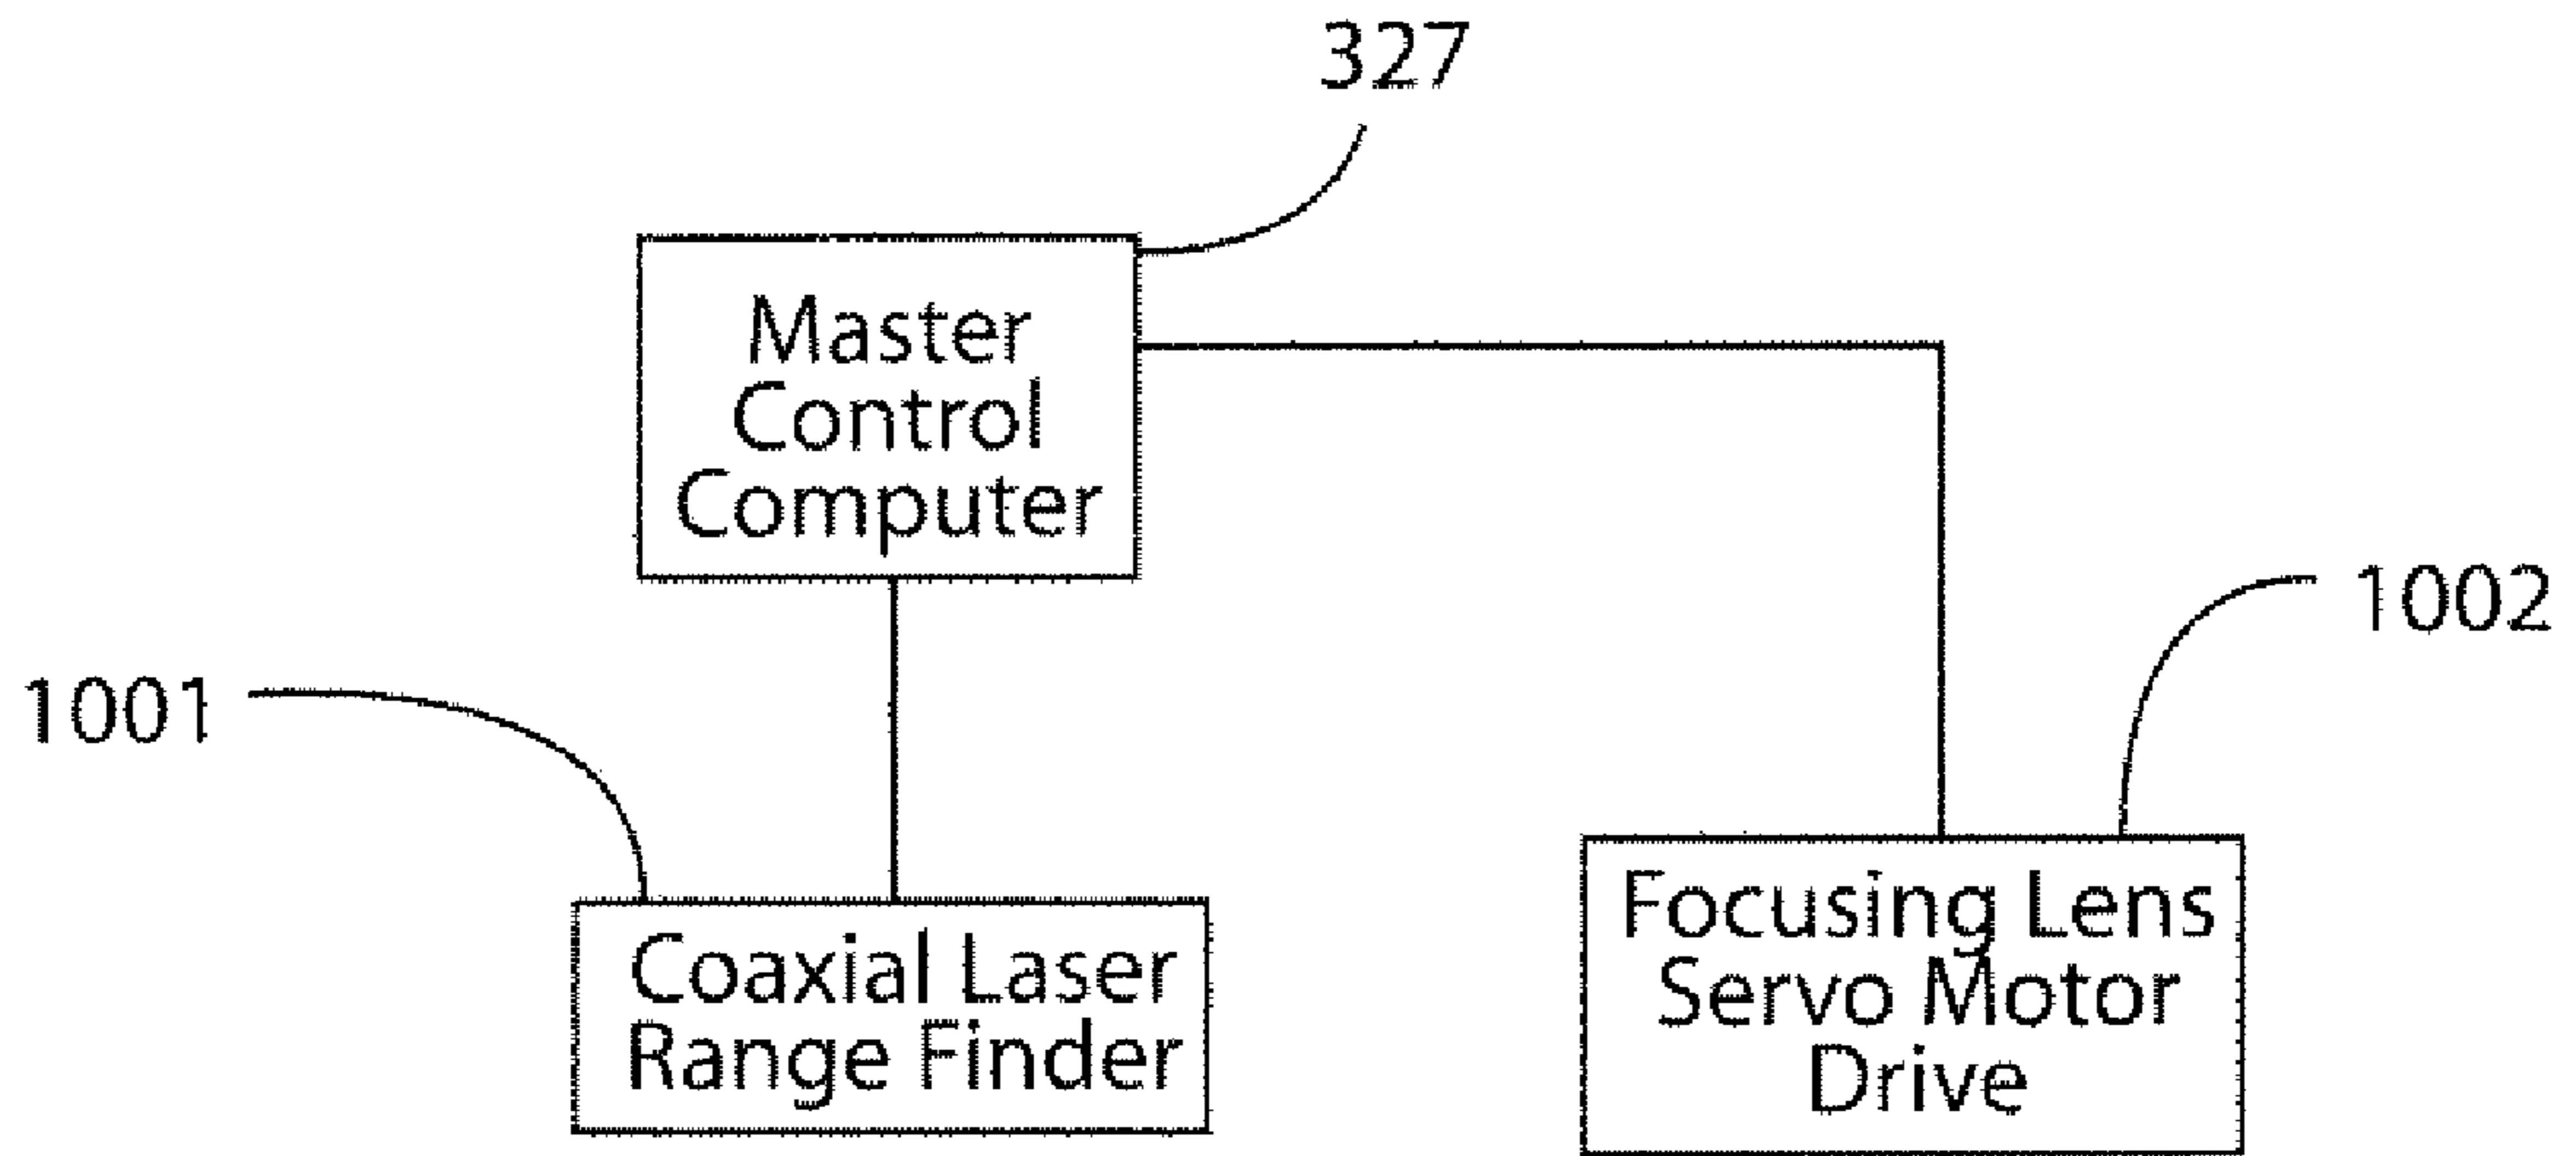 327
Master
Control
Computer
1002
1001
Coaxial Laser
Range Finder
Focusing Lens
Servo Motor
Drive